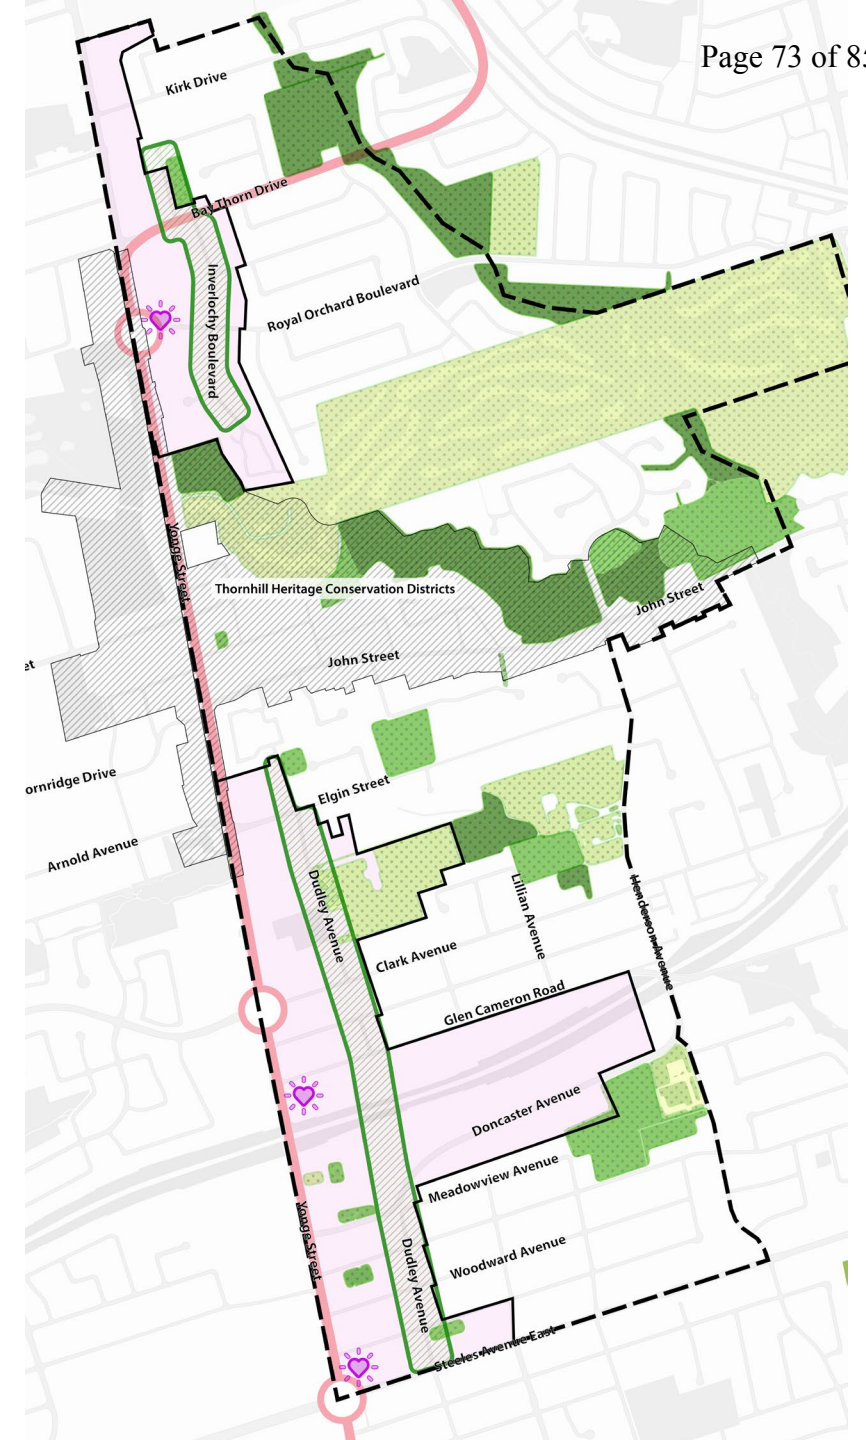 Page 73 of 85
Kirk Drive
Bay Thorn Drive
Inverlochy Boulevard
Royal Orchard Boulevard
Yonge Street
Thornhill Heritage Conservation Districts
John Street
John Street
ornridge Drive
Elgin Street
Arnold Avenue
Dudley Avenue
Lillian Avenue
Henderson Avenue
Clark Avenue
Glen Cameron Road
Doncaster Avenue
Meadowview Avenue
Yonge Street
Woodward Avenue
Dudley Avenue
Steeles Avenue East